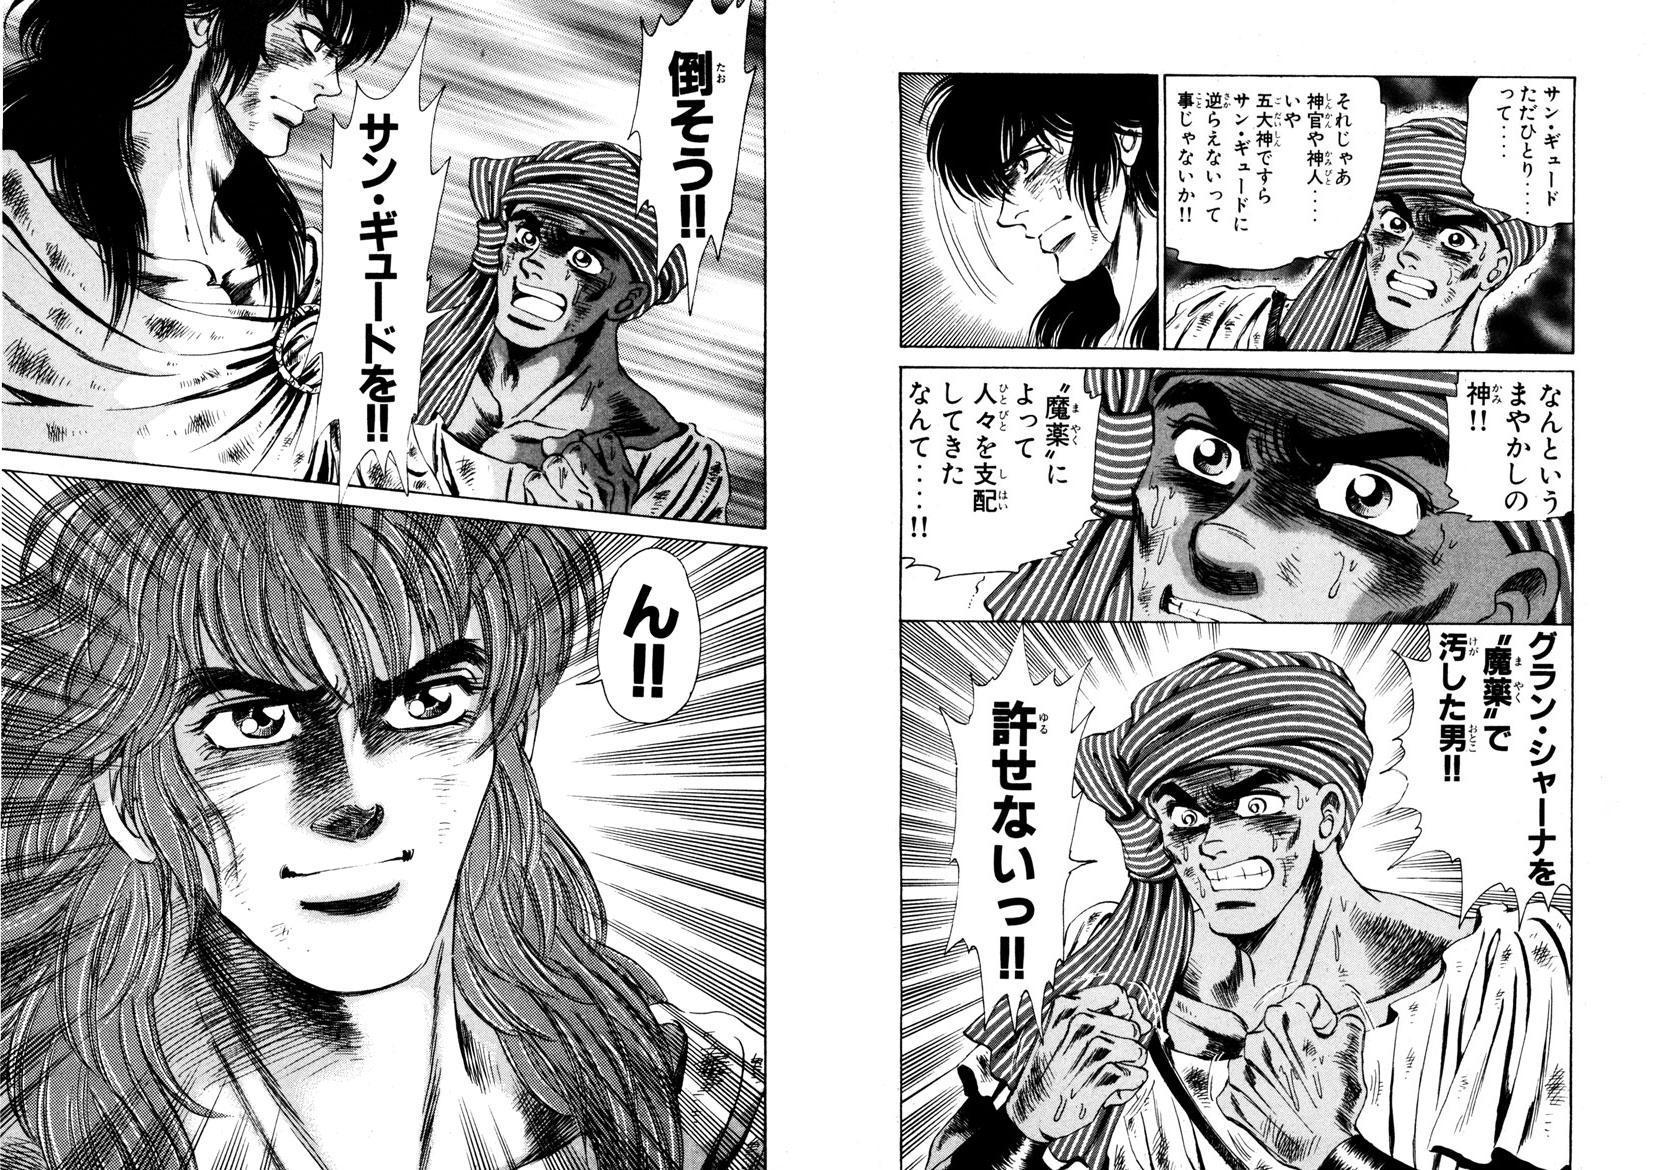 サン・ギュード
ただひとり‥‥
って‥‥
それじゃあ
神官や神人‥‥
いや
五大神ですら
サン・ギュードに
逆らえないって
事じゃないか!!
なんという
まやかしの
神!!
〝魔薬〟に
よって
人々を支配
してきた
なんて‥‥!!
グラン・シャーナを
〝魔薬〟で
汚した男!!
許せないっ!!
倒そう!!
サン・ギュードを!!
ん!!